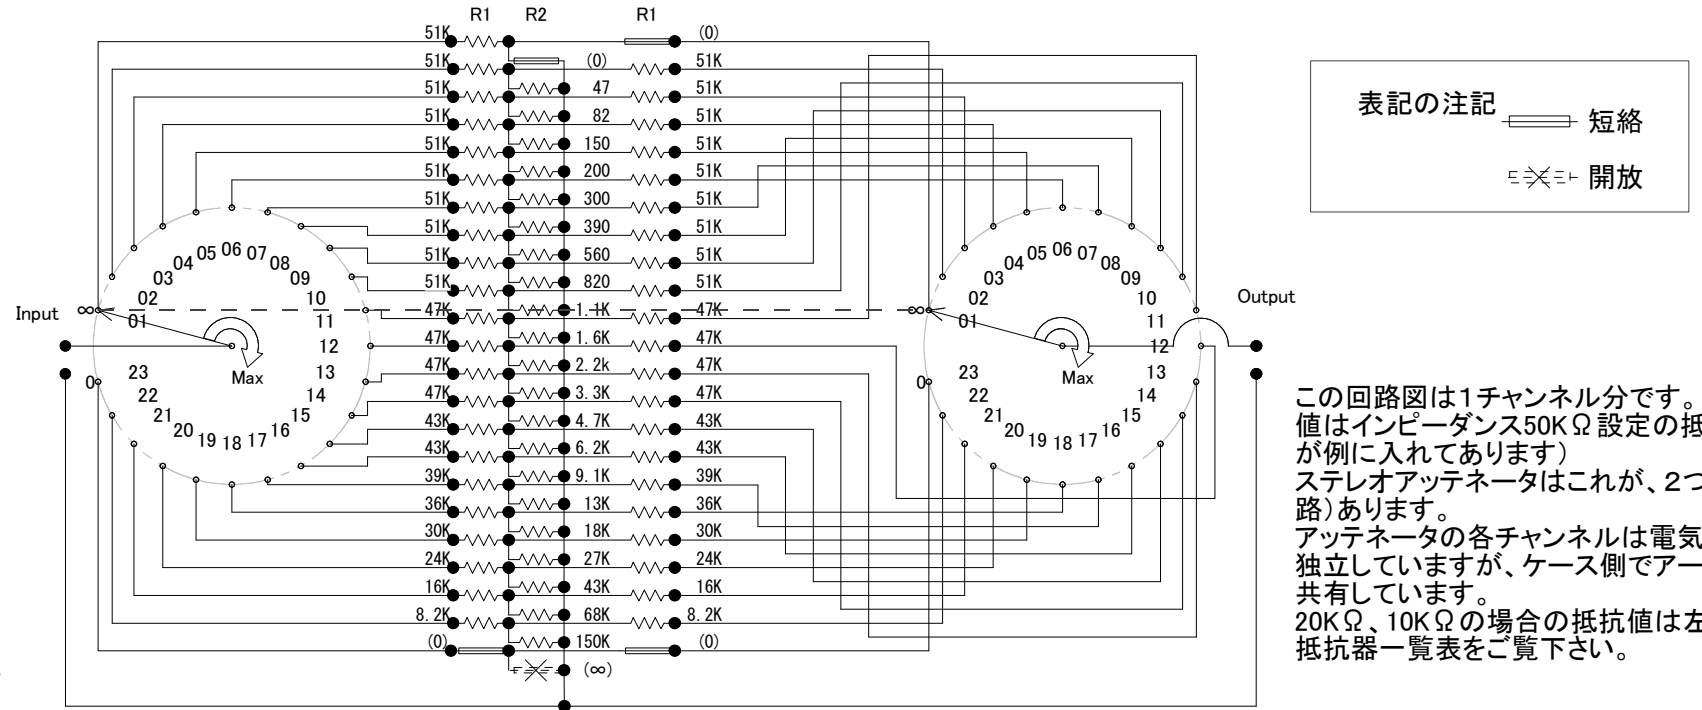 R1 R2 R1
51K (0)
51K (0) 51K
51K 47 51K
51K 82 51K
51K 150 51K
51K 200 51K
51K 300 51K
51K 390 51K
51K 560 51K
51K 820 51K
47K 1.1K 47K
47K 1.6K 47K
47K 2.2k 47K
47K 3.3K 47K
43K 4.7K 43K
43K 6.2K 43K
39K 9.1K 39K
36K 13K 36K
30K 18K 30K
24K 27K 24K
16K 43K 16K
8.2K 68K 8.2K
(0) 150K (0)
(∞)
Input
∞
01
02
03
04
05
06
07
08
09
10
11
12
13
14
15
16
17
18
19
20
21
22
23
0
Max
∞
01
02
03
04
05
06
07
08
09
10
11
12
13
14
15
16
17
18
19
20
21
22
23
0
Max
Output
表記の注記
短絡
開放
この回路図は1チャンネル分です。
値はインピーダンス50KΩ設定の抵
が例に入れてあります)
ステレオアッテネータはこれが、2つ
路)あります。
アッテネータの各チャンネルは電気
独立していますが、ケース側でアー
共有しています。
20KΩ、10KΩの場合の抵抗値は左
抵抗器一覧表をご覧下さい。